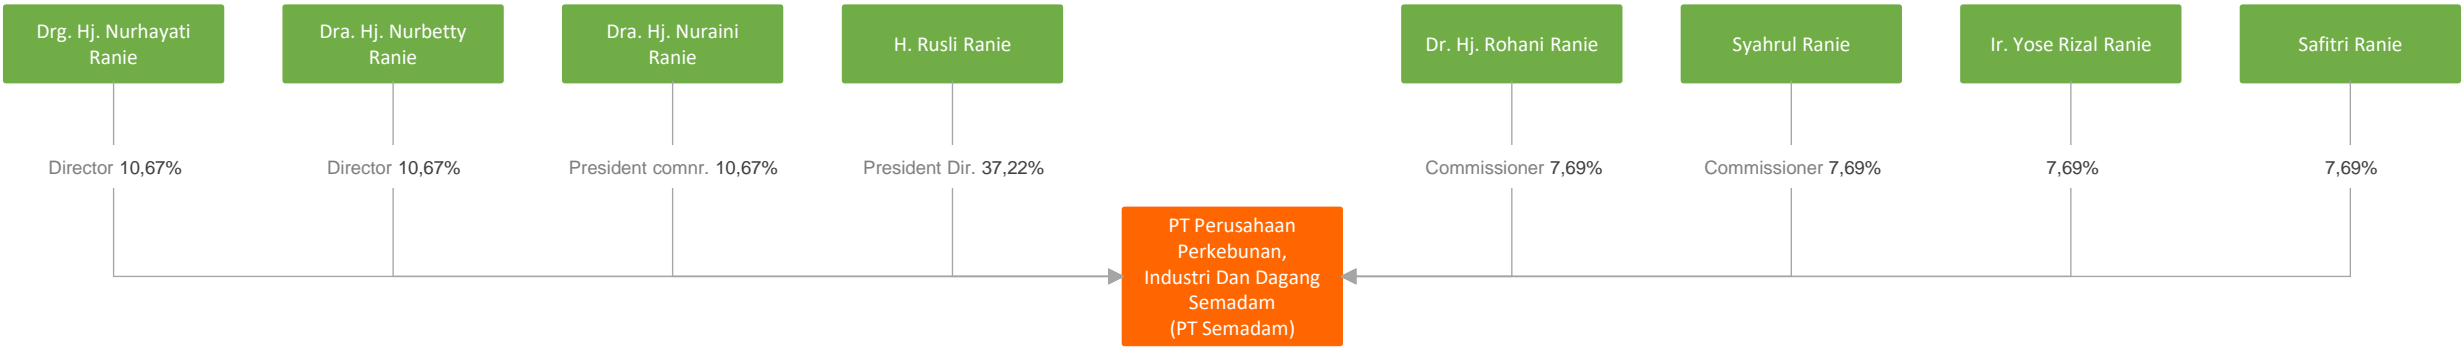 Drg. Hj. Nurhayati
Ranie
Dra. Hj. Nurbetty
Ranie
Dra. Hj. Nuraini
Ranie
H. Rusli Ranie
Dr. Hj. Rohani Ranie
Syahrul Ranie
Ir. Yose Rizal Ranie
Safitri Ranie
Director 10,67%
Director 10,67%
President comnr. 10,67%
President Dir. 37,22%
Commissioner 7,69%
Commissioner 7,69%
7,69%
7,69%
PT Perusahaan
Perkebunan,
Industri Dan Dagang
Semadam
(PT Semadam)